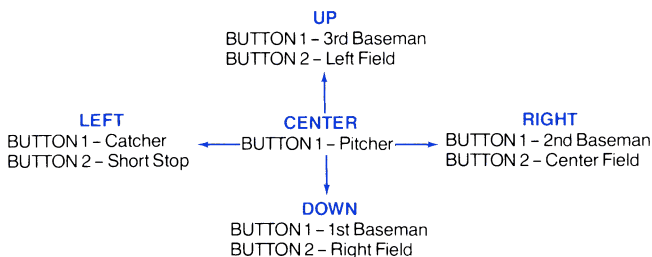 UP
BUTTON 1 – 3rd Baseman
BUTTON 2 – Left Field
LEFT
BUTTON 1 – Catcher
BUTTON 2 – Short Stop
CENTER
BUTTON 1 – Pitcher
RIGHT
BUTTON 1 – 2nd Baseman
BUTTON 2 – Center Field
DOWN
BUTTON 1 – 1st Baseman
BUTTON 2 – Right Field